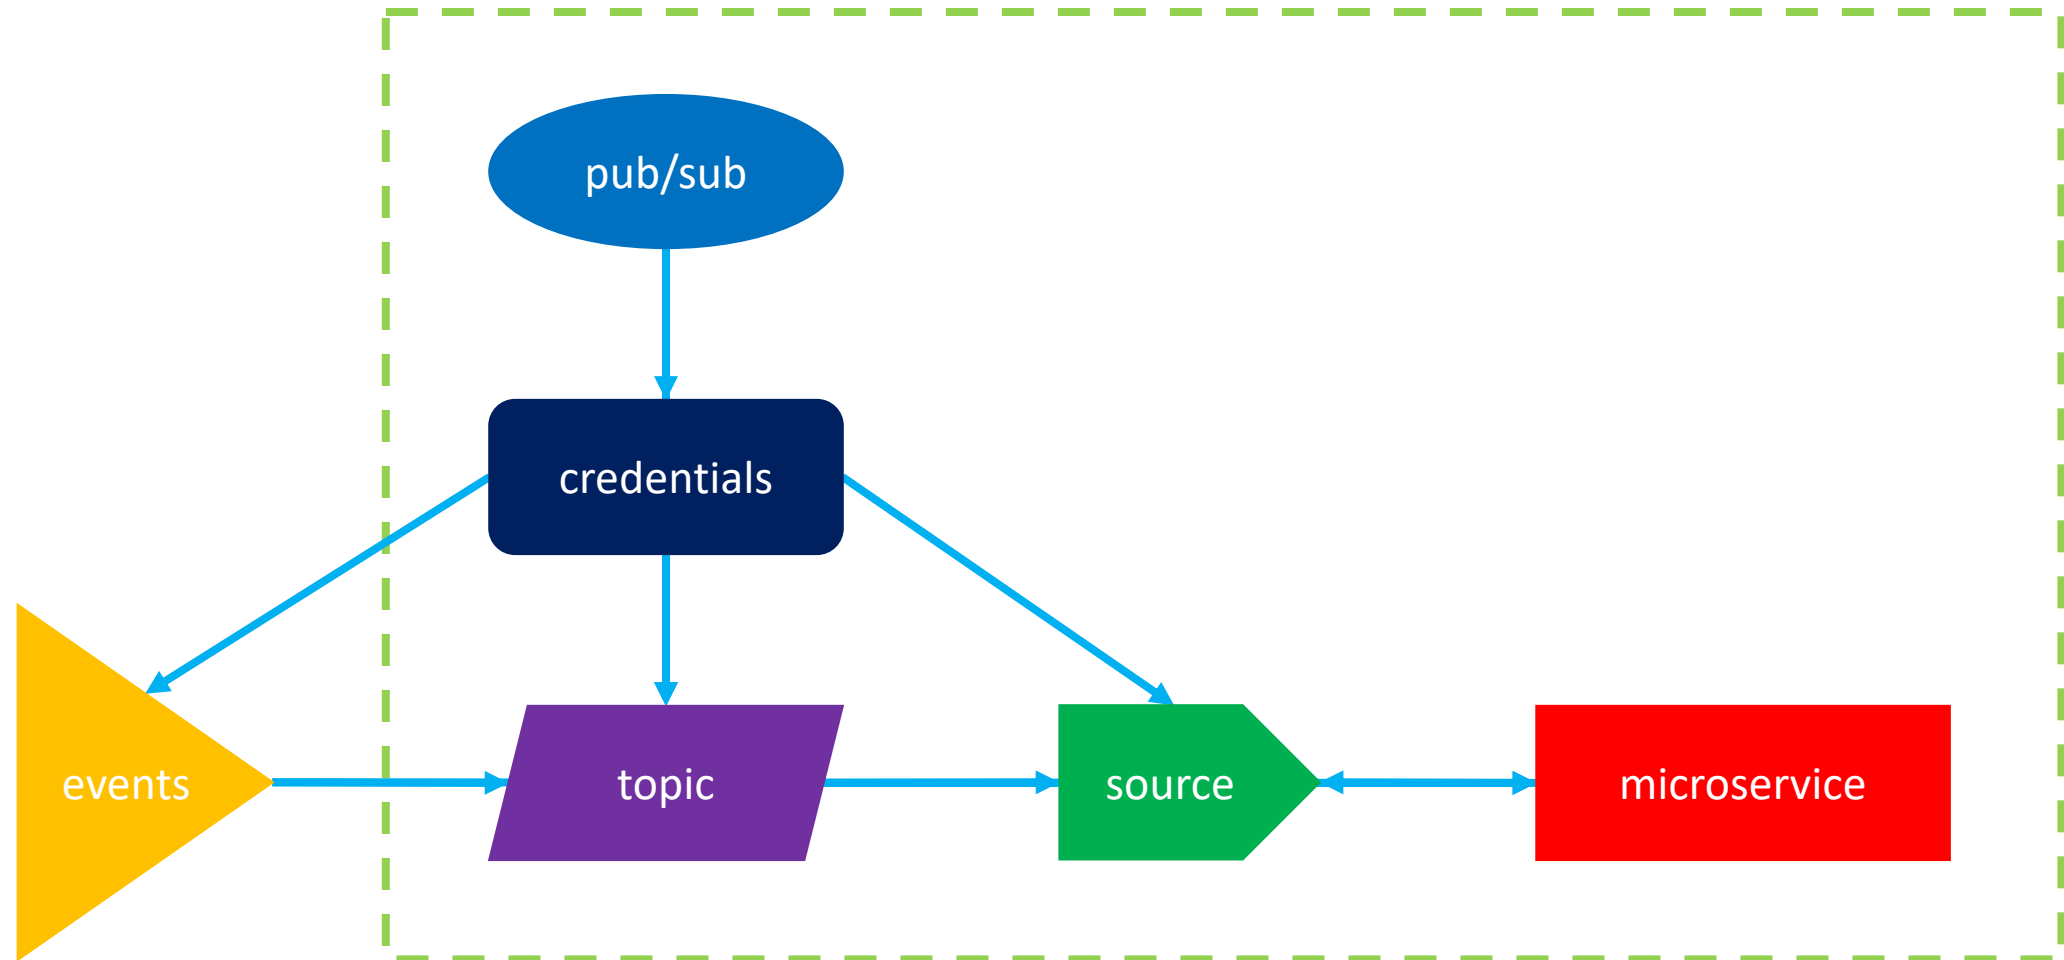 pub/sub
credentials
events
topic
source
microservice